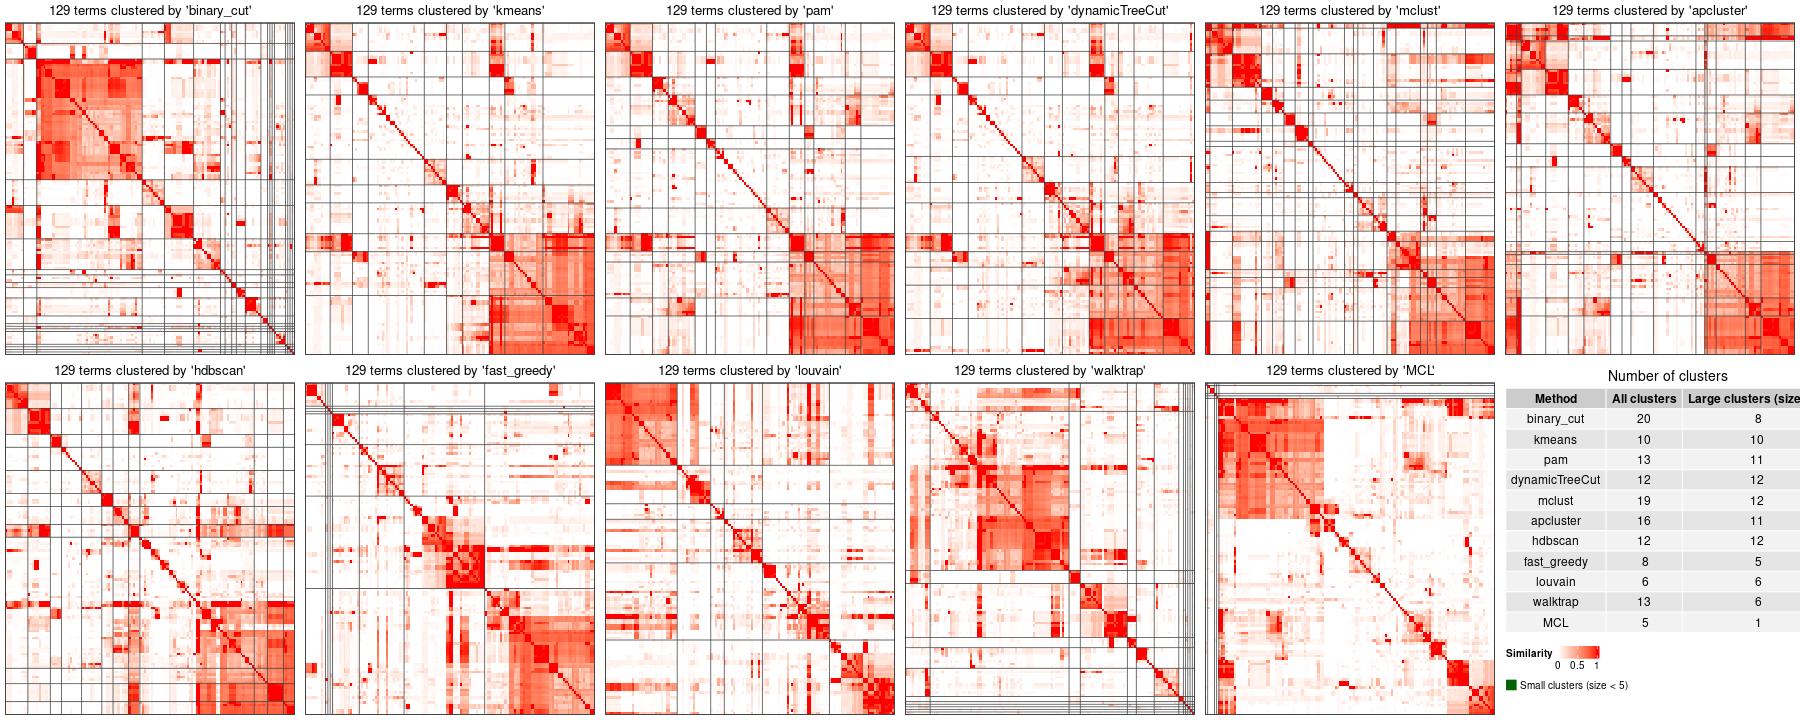 129 terms clustered by 'binary_cut'
129 terms clustered by 'kmeans'
129 terms clustered by 'pam'
129 terms clustered by 'dynamicTreeCut'
129 terms clustered by 'mclust'
129 terms clustered by 'apcluster'
129 terms clustered by 'hdbscan'
129 terms clustered by 'fast_greedy'
129 terms clustered by 'louvain'
129 terms clustered by 'walktrap'
129 terms clustered by 'MCL'
Number of clusters
Method All clusters Large clusters (size
binary_cut 20 8
kmeans 10 10
pam 13 11
dynamicTreeCut 12 12
mclust 19 12
apcluster 16 11
hdbscan 12 12
fast_greedy 8 5
louvain 6 6
walktrap 13 6
MCL 5 1
Similarity
0 0.5 1
Small clusters (size < 5)